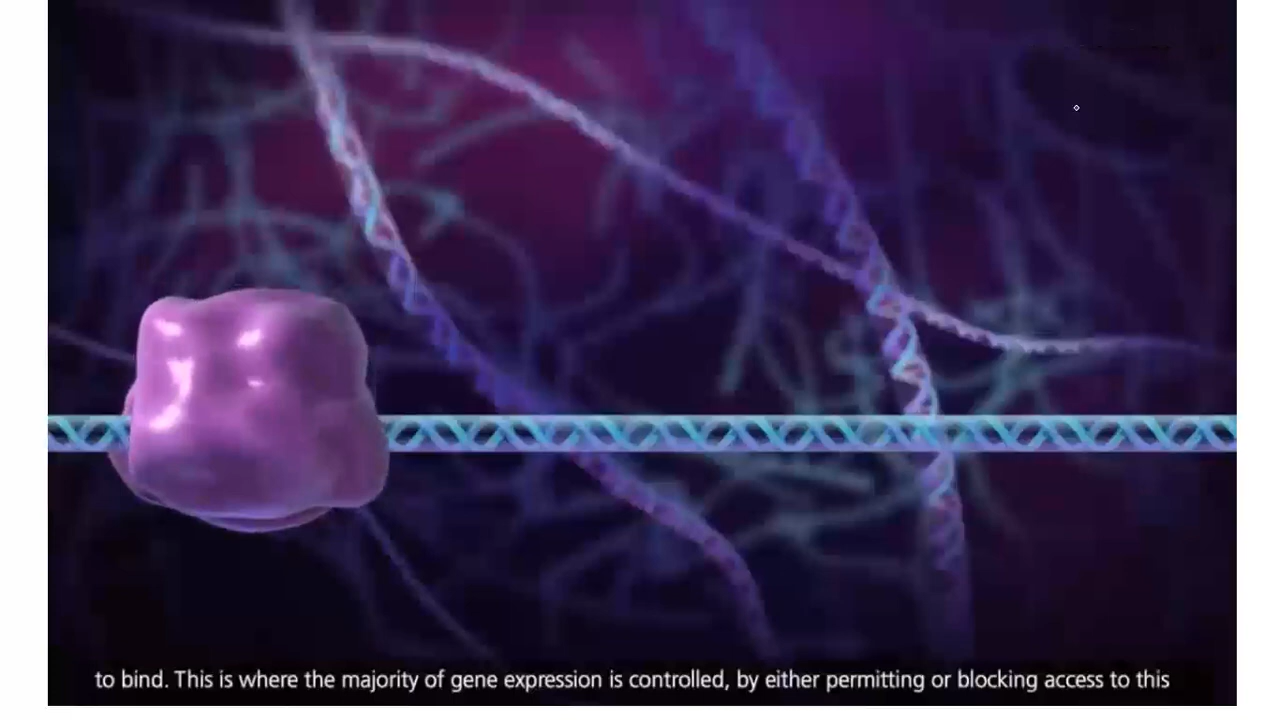 to bind. This is where the majority of gene expression is controlled, by either permitting or blocking access to this